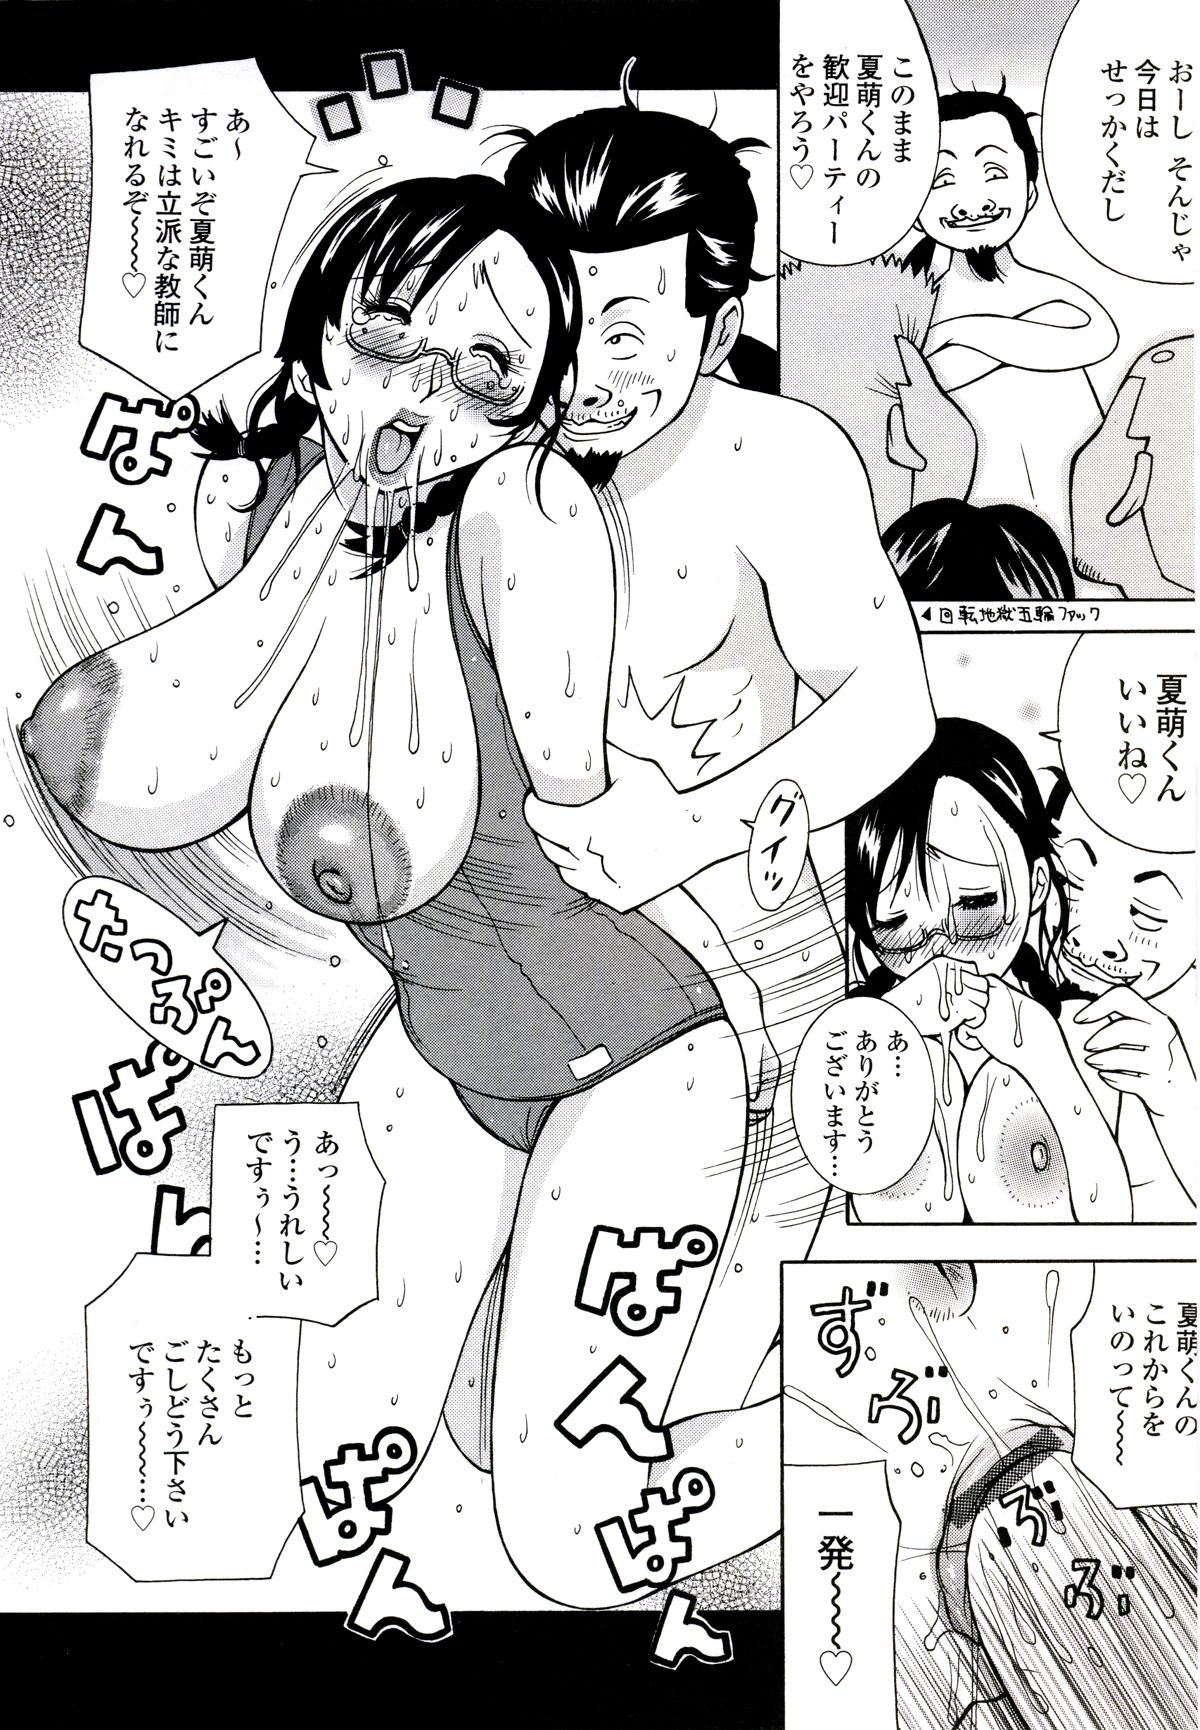 おーし そんじゃ
今日は
せっかくだし
このまま
夏萌くんの
歓迎パーティー
をやろう♡
◀回転地獄五輪ファック
夏萌くん
いいね♡
あ…
ありがとう
ございます…
夏萌くんの
これからを
いのって〜〜
一発〜〜♡
ずぶ
ぶぶ
グイッ
あ〜
すごいぞ夏萌くん
キミは立派な教師に
なれるぞ〜〜♡
ぱん
たっぷん
ぱん
あっ〜〜♡
う…うれしい
ですぅ〜…
もっと
たくさん
ごしどう下さい
ですぅ〜〜…♡
ぱん
ぱん
ぱん